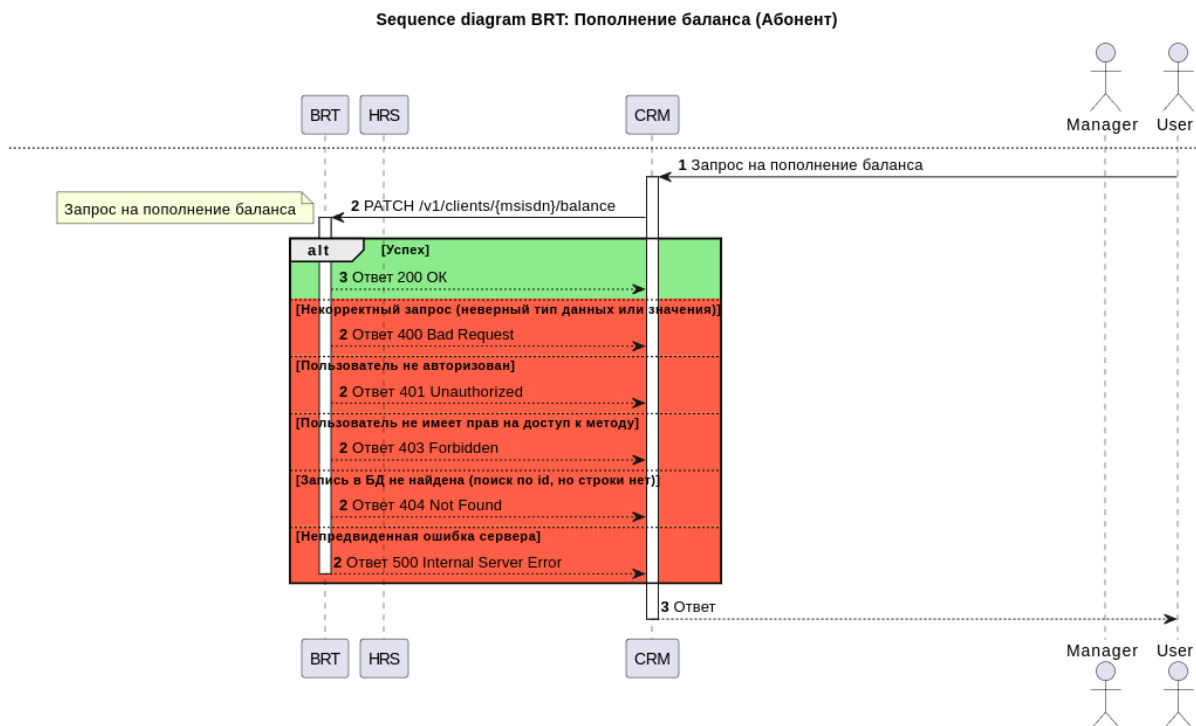 Sequence diagram BRT: Пополнение баланса (Абонент)
BRT
HRS
CRM
Manager
User
1 Запрос на пополнение баланса
Запрос на пополнение баланса
2 PATCH /v1/clients/{msisdn}/balance
alt
[Успех]
3 Ответ 200 ОК
[Некорректный запрос (неверный тип данных или значения)]
2 Ответ 400 Bad Request
[Пользователь не авторизован]
2 Ответ 401 Unauthorized
[Пользователь не имеет прав на доступ к методу]
2 Ответ 403 Forbidden
[Запись в БД не найдена (поиск по id, но строки нет)]
2 Ответ 404 Not Found
[Непредвиденная ошибка сервера]
2 Ответ 500 Internal Server Error
3 Ответ
BRT
HRS
CRM
Manager
User